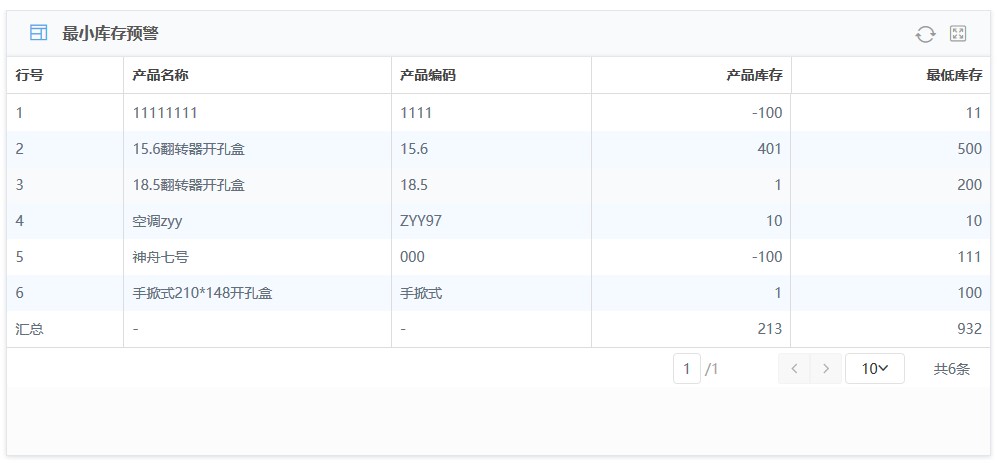 最小库存预警
行号 产品名称 产品编码 产品库存 最低库存
1 11111111 1111 -100 11
2 15.6翻转器开孔盒 15.6 401 500
3 18.5翻转器开孔盒 18.5 1 200
4 空调zyy ZYY97 10 10
5 神舟七号 000 -100 111
6 手掀式210*148开孔盒 手掀式 1 100
汇总 - - 213 932
1 /1 10 共6条